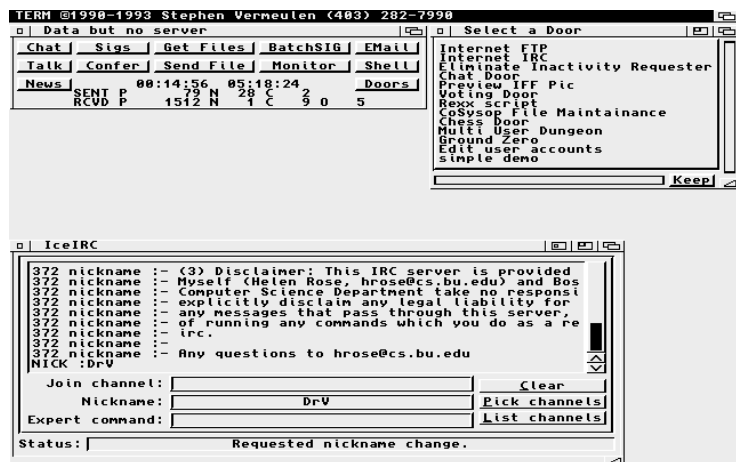 TERM ©1990-1993 Stephen Vermeulen (403) 282-7990
Data but no server
Chat Sigs Get Files BatchSIG EMail
Talk Confer Send File Monitor Shell
News 00:14:56 05:18:24 Doors
SENT P 79 N 28 C 2
RCVD P 1512 N 1 C 9 O 5
Select a Door
Internet FTP
Internet IRC
Eliminate Inactivity Requester
Chat Door
Preview IFF Pic
Voting Door
Rexx script
CoSysop File Maintainance
Chess Door
Multi User Dungeon
Ground Zero
Edit user accounts
simple demo
Keep
IceIRC
372 nickname :- (3) Disclaimer: This IRC server is provided
372 nickname :- Myself (Helen Rose, hrose@cs.bu.edu) and Bos
372 nickname :- Computer Science Department take no responsi
372 nickname :- explicitly disclaim any legal liability for
372 nickname :- any messages that pass through this server,
372 nickname :- of running any commands which you do as a re
372 nickname :- irc.
372 nickname :-
372 nickname :- Any questions to hrose@cs.bu.edu
NICK :DrV
Join channel: Clear
Nickname: DrV Pick channels
Expert command: List channels
Status: Requested nickname change.